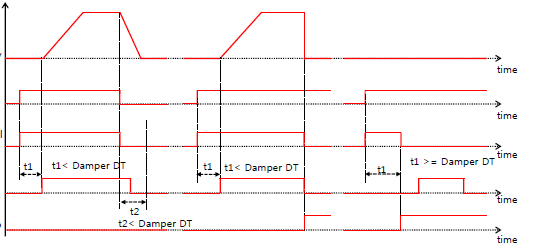 time
time
time
t1
t1< Damper DT
t1
t1< Damper DT
t1
t1 >= Damper DT
time
t2
t2< Damper DT
time